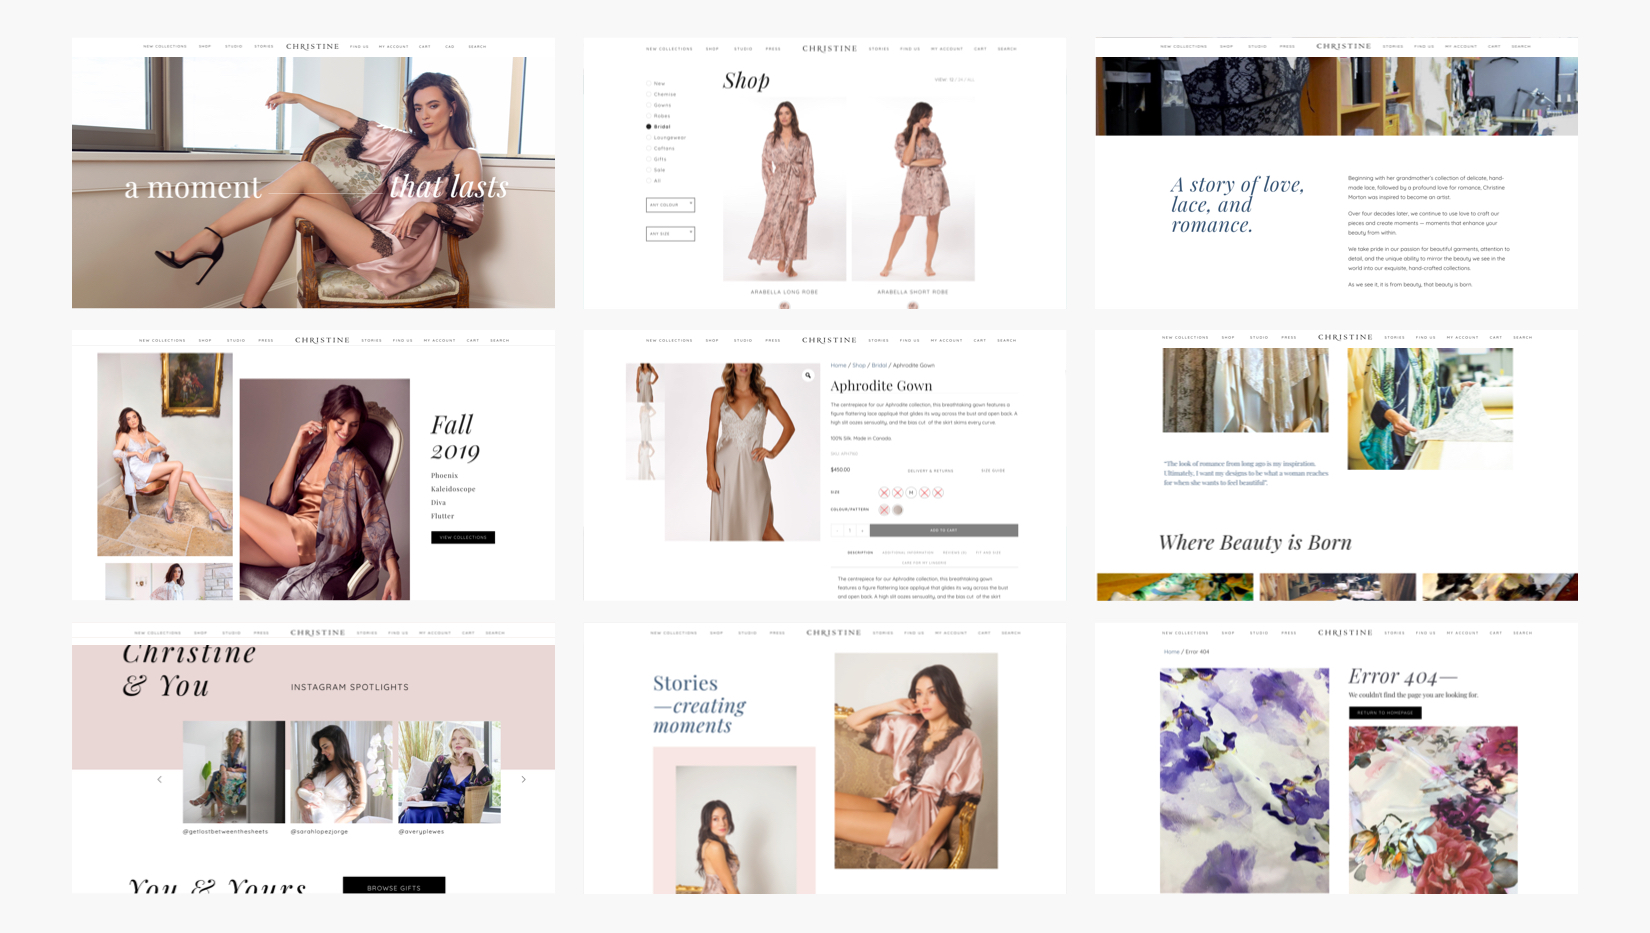 NEW COLLECTIONS SHOP STUDIO STORIES CHRISTINE FIND US MY ACCOUNT CART CAD SEARCH
a moment that lasts
NEW COLLECTIONS SHOP STUDIO PRESS CHRISTINE STORIES FIND US MY ACCOUNT CART SEARCH
Shop
VIEW 12 / 24 / ALL
New
Chemise
Gowns
Robes
Bridal
Loungewear
Caftans
Gifts
Sale
All
ANY COLOUR
ANY SIZE
ARABELLA LONG ROBE
ARABELLA SHORT ROBE
NEW COLLECTIONS SHOP STUDIO PRESS CHRISTINE STORIES FIND US MY ACCOUNT CART SEARCH
A story of love,
lace, and
romance.
Beginning with her grandmother's collection of delicate, hand-
made lace, followed by a profound love for romance, Christine
Morton was inspired to become an artist.
Over four decades later, we continue to use love to craft our
pieces and create moments — moments that enhance your
beauty from within.
We take pride in our passion for beautiful garments, attention to
detail, and the unique ability to mirror the beauty we see in the
world into our exquisite, hand-crafted collections.
As we see it, it is from beauty, that beauty is born.
NEW COLLECTIONS SHOP STUDIO PRESS CHRISTINE STORIES FIND US MY ACCOUNT CART SEARCH
Fall
2019
Phoenix
Kaleidoscope
Diva
Flutter
VIEW COLLECTIONS
NEW COLLECTIONS SHOP STUDIO PRESS CHRISTINE STORIES FIND US MY ACCOUNT CART SEARCH
Home / Shop / Bridal / Aphrodite Gown
Aphrodite Gown
The centrepiece for our Aphrodite collection, this breathtaking gown features a
figure flattering lace appliqué that glides its way across the bust and open back. A
high slit oozes sensuality, and the bias cut of the skirt skims every curve.
100% Silk. Made in Canada.
$450.00
DELIVERY & RETURNS
SIZE GUIDE
SIZE
M
COLOUR/PATTERN
- 1 +
ADD TO CART
DESCRIPTION ADDITIONAL INFORMATION REVIEWS (0) FIT AND SIZE
CARE FOR MY LINGERIE
The centrepiece for our Aphrodite collection, this breathtaking gown
features a figure flattering lace appliqué that glides its way across the bust
and open back. A high slit oozes sensuality, and the bias cut of the skirt
NEW COLLECTIONS SHOP STUDIO PRESS CHRISTINE STORIES FIND US MY ACCOUNT CART SEARCH
"The look of romance from long ago is my inspiration.
Ultimately, I want my designs to be what a woman reaches
for when she wants to feel beautiful".
Where Beauty is Born
NEW COLLECTIONS SHOP STUDIO PRESS CHRISTINE STORIES FIND US MY ACCOUNT CART SEARCH
Christine
& You
INSTAGRAM SPOTLIGHTS
@getlostbetweenthesheets
@sarahlopezjorge
@averyplewes
You & Yours
BROWSE GIFTS
NEW COLLECTIONS SHOP STUDIO PRESS CHRISTINE STORIES FIND US MY ACCOUNT CART SEARCH
Stories
—creating
moments
NEW COLLECTIONS SHOP STUDIO PRESS CHRISTINE STORIES FIND US MY ACCOUNT CART SEARCH
Home / Error 404
Error 404—
We couldn't find the page you are looking for.
RETURN TO HOMEPAGE